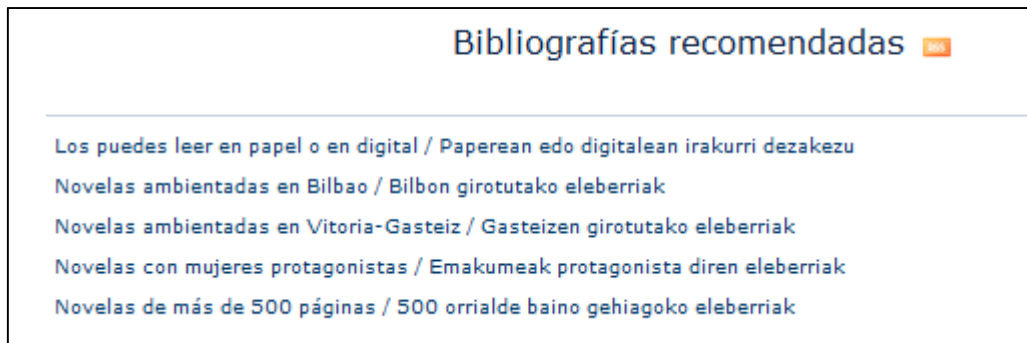 Bibliografías recomendadas RSS
Los puedes leer en papel o en digital / Paperean edo digitalean irakurri dezakezu
Novelas ambientadas en Bilbao / Bilbon girotutako eleberriak
Novelas ambientadas en Vitoria-Gasteiz / Gasteizen girotutako eleberriak
Novelas con mujeres protagonistas / Emakumeak protagonista diren eleberriak
Novelas de más de 500 páginas / 500 orrialde baino gehiagoko eleberriak